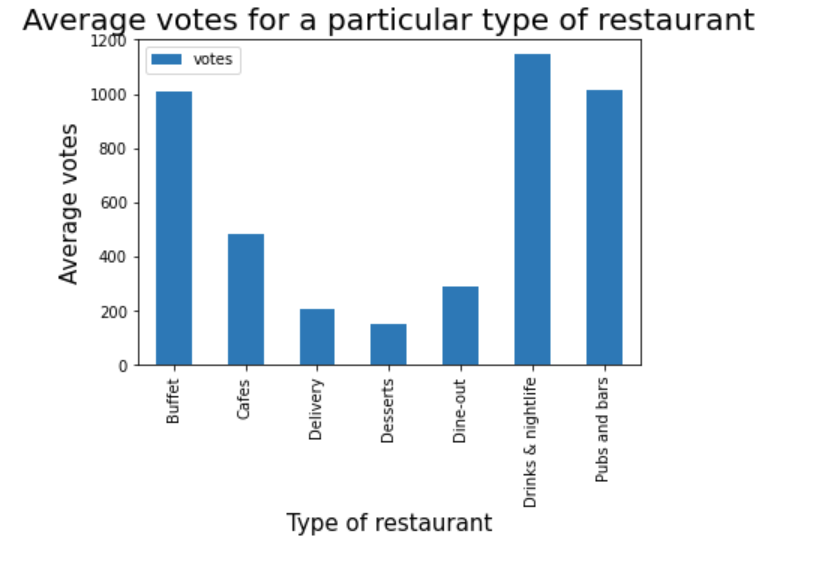 Average votes for a particular type of restaurant
votes
Average votes
1200
1000
800
600
400
200
0
Buffet
Cafes
Delivery
Desserts
Dine-out
Drinks & nightlife
Pubs and bars
Type of restaurant